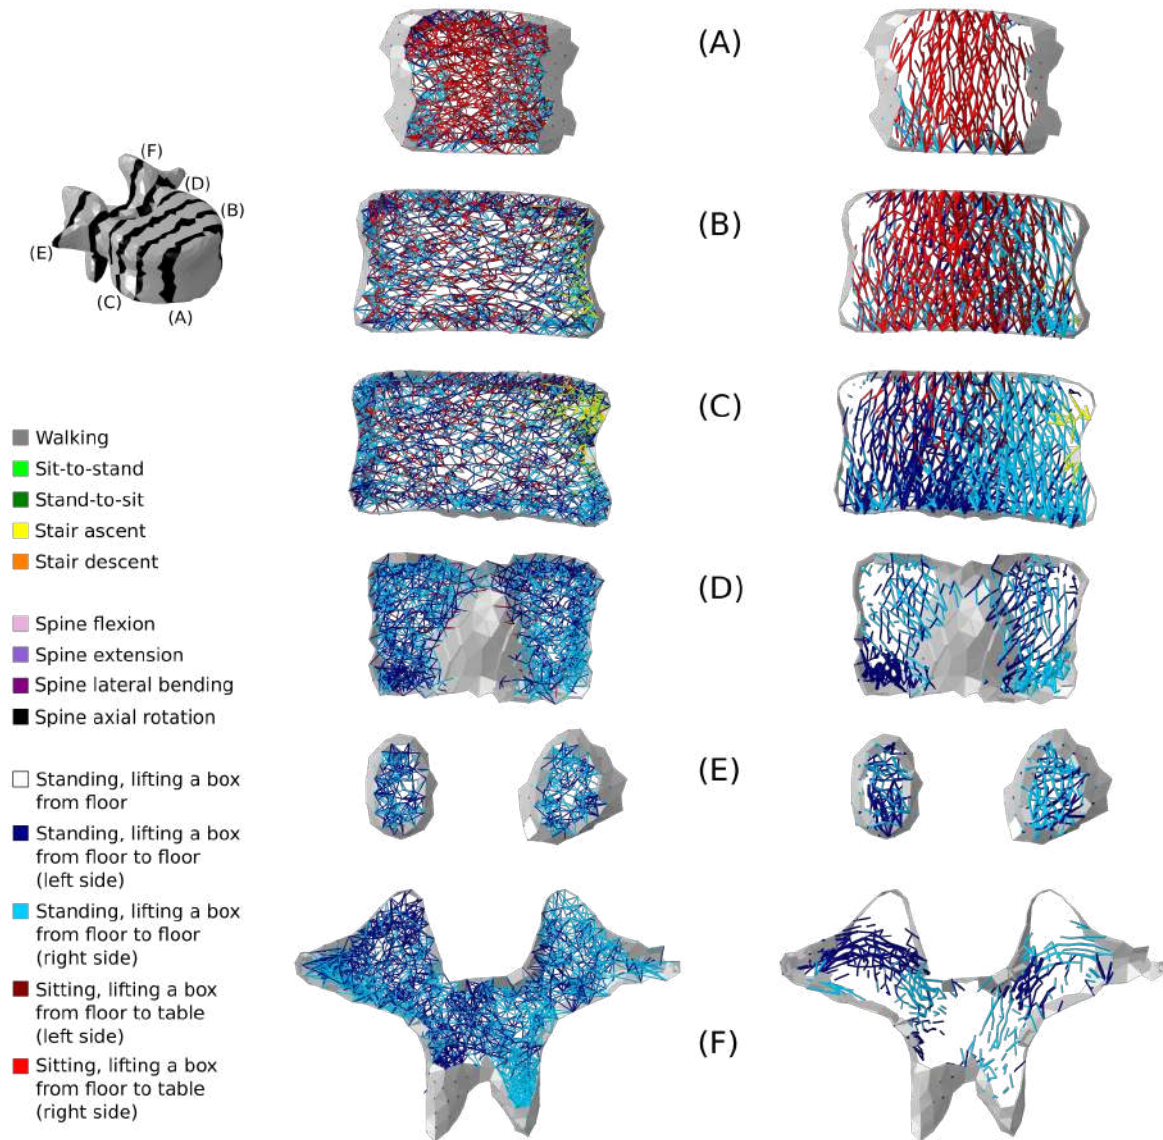 (A)
(F)
(D)
(B)
(E)
(C)
(A)
(B)
(C)
(D)
(E)
(F)
Walking
Sit-to-stand
Stand-to-sit
Stair ascent
Stair descent
Spine flexion
Spine extension
Spine lateral bending
Spine axial rotation
Standing, lifting a box
from floor
Standing, lifting a box
from floor to floor
(left side)
Standing, lifting a box
from floor to floor
(right side)
Sitting, lifting a box
from floor to table
(left side)
Sitting, lifting a box
from floor to table
(right side)